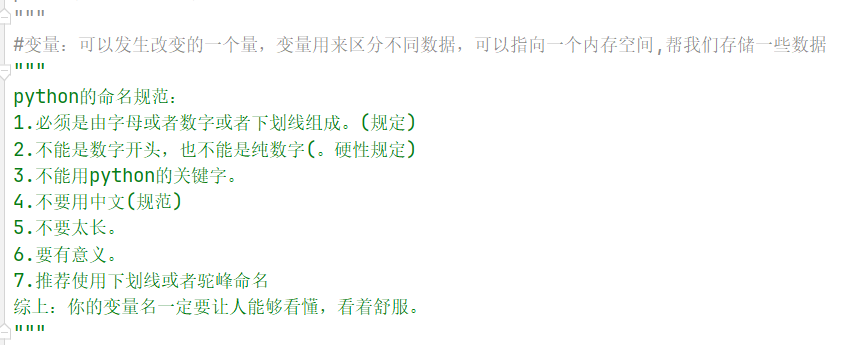 """
#变量：可以发生改变的一个量，变量用来区分不同数据，可以指向一个内存空间,帮我们存储一些数据
"""
python的命名规范：
1.必须是由字母或者数字或者下划线组成。(规定)
2.不能是数字开头，也不能是纯数字(。硬性规定)
3.不能用python的关键字。
4.不要用中文(规范)
5.不要太长。
6.要有意义。
7.推荐使用下划线或者驼峰命名
综上：你的变量名一定要让人能够看懂，看着舒服。
"""